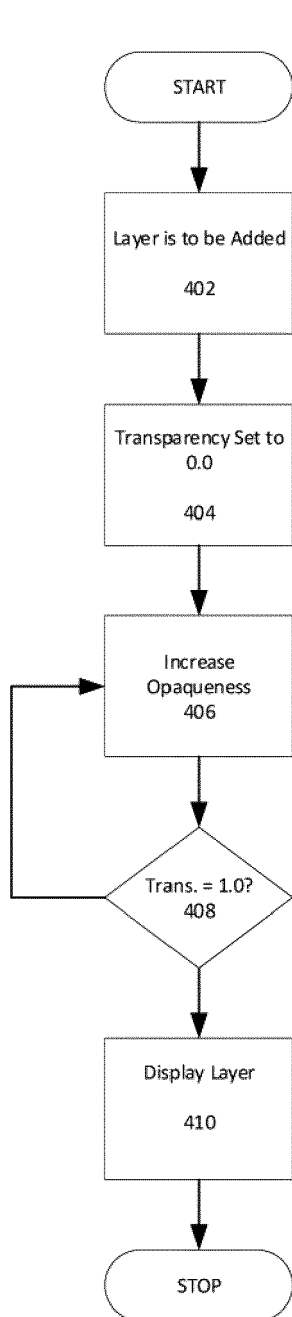 START
Layer is to be Added
402
Transparency Set to
0.0
404
Increase
Opaqueness
406
Trans. = 1.0?
408
Display Layer
410
STOP